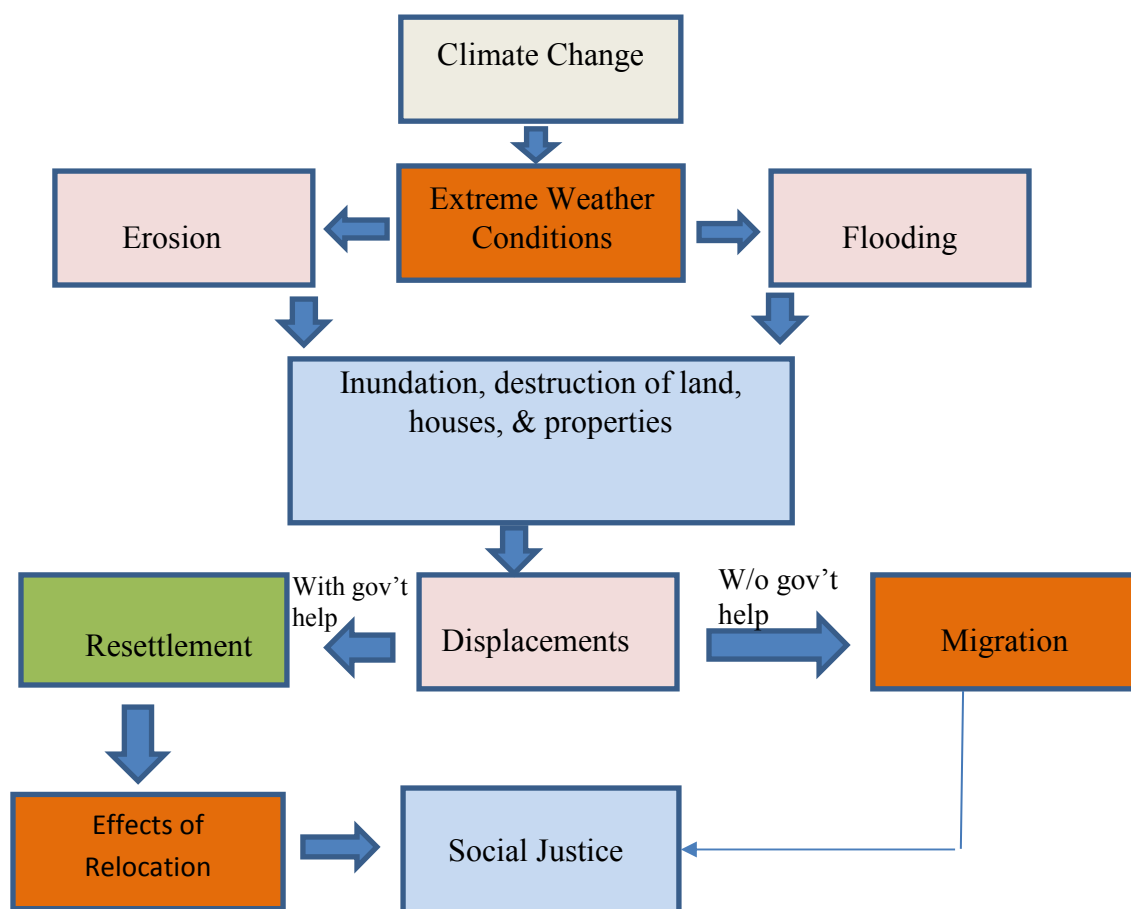 Climate Change
Extreme Weather
Conditions
Erosion
Flooding
Inundation, destruction of land,
houses, & properties
With gov’t
help
W/o gov’t
help
Resettlement
Displacements
Migration
Effects of
Relocation
Social Justice